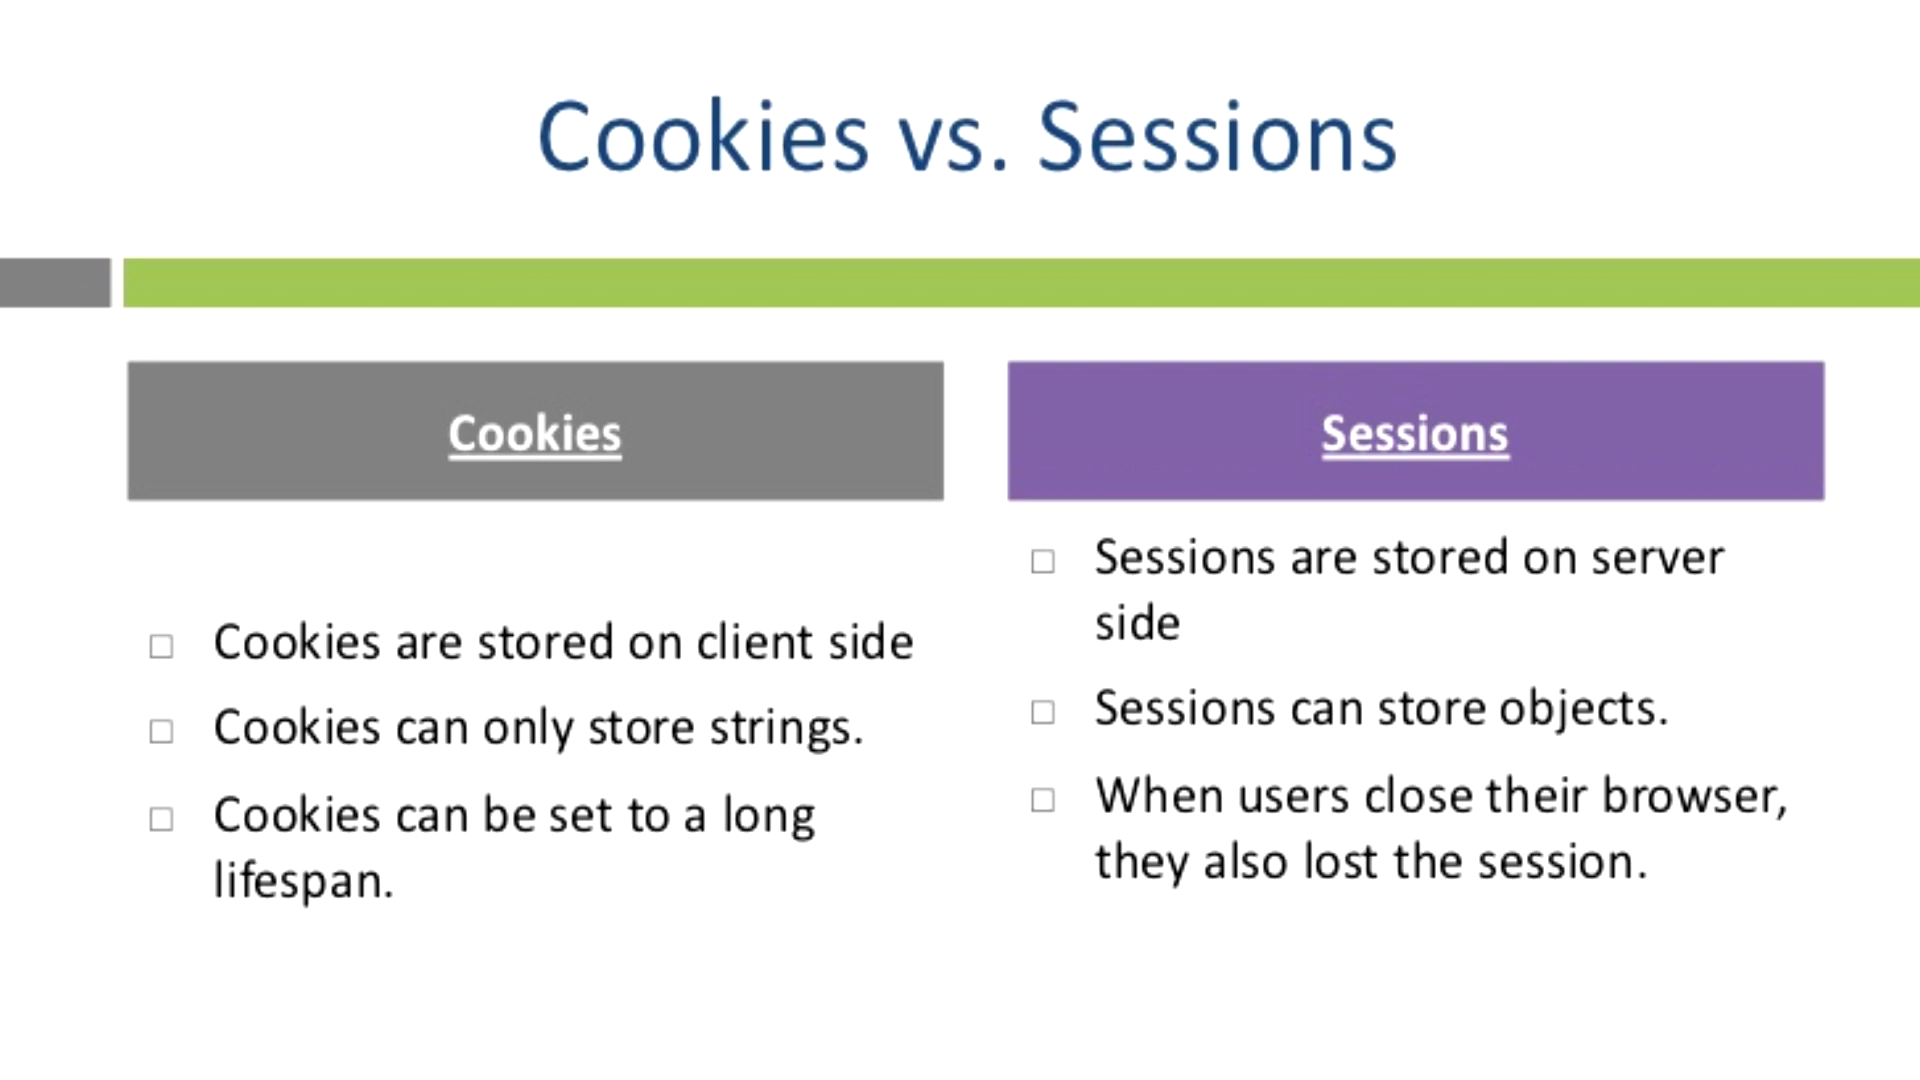 Cookies vs. Sessions
Cookies
Cookies are stored on client side
Cookies can only store strings.
Cookies can be set to a long
lifespan.
Sessions
Sessions are stored on server
side
Sessions can store objects.
When users close their browser,
they also lost the session.